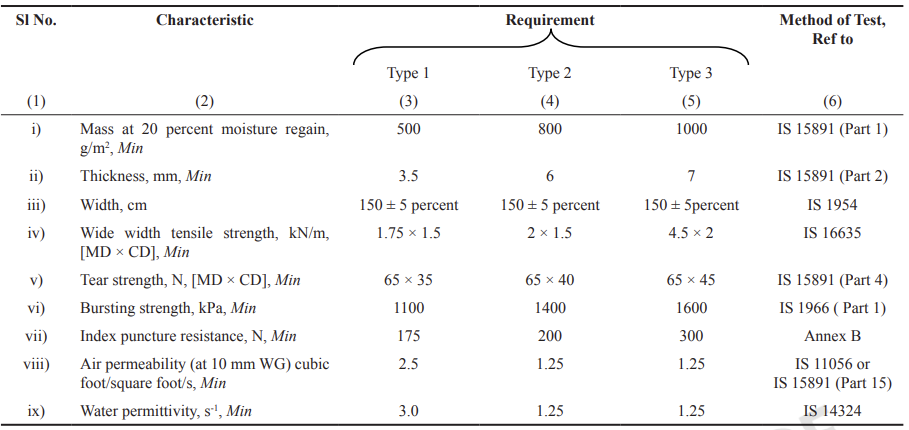 Sl No. Characteristic Requirement Method of Test,
Ref to
Type 1 Type 2 Type 3
(1) (2) (3) (4) (5) (6)
i) Mass at 20 percent moisture regain, 500 800 1000 IS 15891 (Part 1)
g/m², Min
ii) Thickness, mm, Min 3.5 6 7 IS 15891 (Part 2)
iii) Width, cm 150 ± 5 percent 150 ± 5 percent 150 ± 5percent IS 1954
iv) Wide width tensile strength, kN/m, 1.75 × 1.5 2 × 1.5 4.5 × 2 IS 16635
[MD × CD], Min
v) Tear strength, N, [MD × CD], Min 65 × 35 65 × 40 65 × 45 IS 15891 (Part 4)
vi) Bursting strength, kPa, Min 1100 1400 1600 IS 1966 ( Part 1)
vii) Index puncture resistance, N, Min 175 200 300 Annex B
viii) Air permeability (at 10 mm WG) cubic 2.5 1.25 1.25 IS 11056 or
foot/square foot/s, Min IS 15891 (Part 15)
ix) Water permittivity, s⁻¹, Min 3.0 1.25 1.25 IS 14324